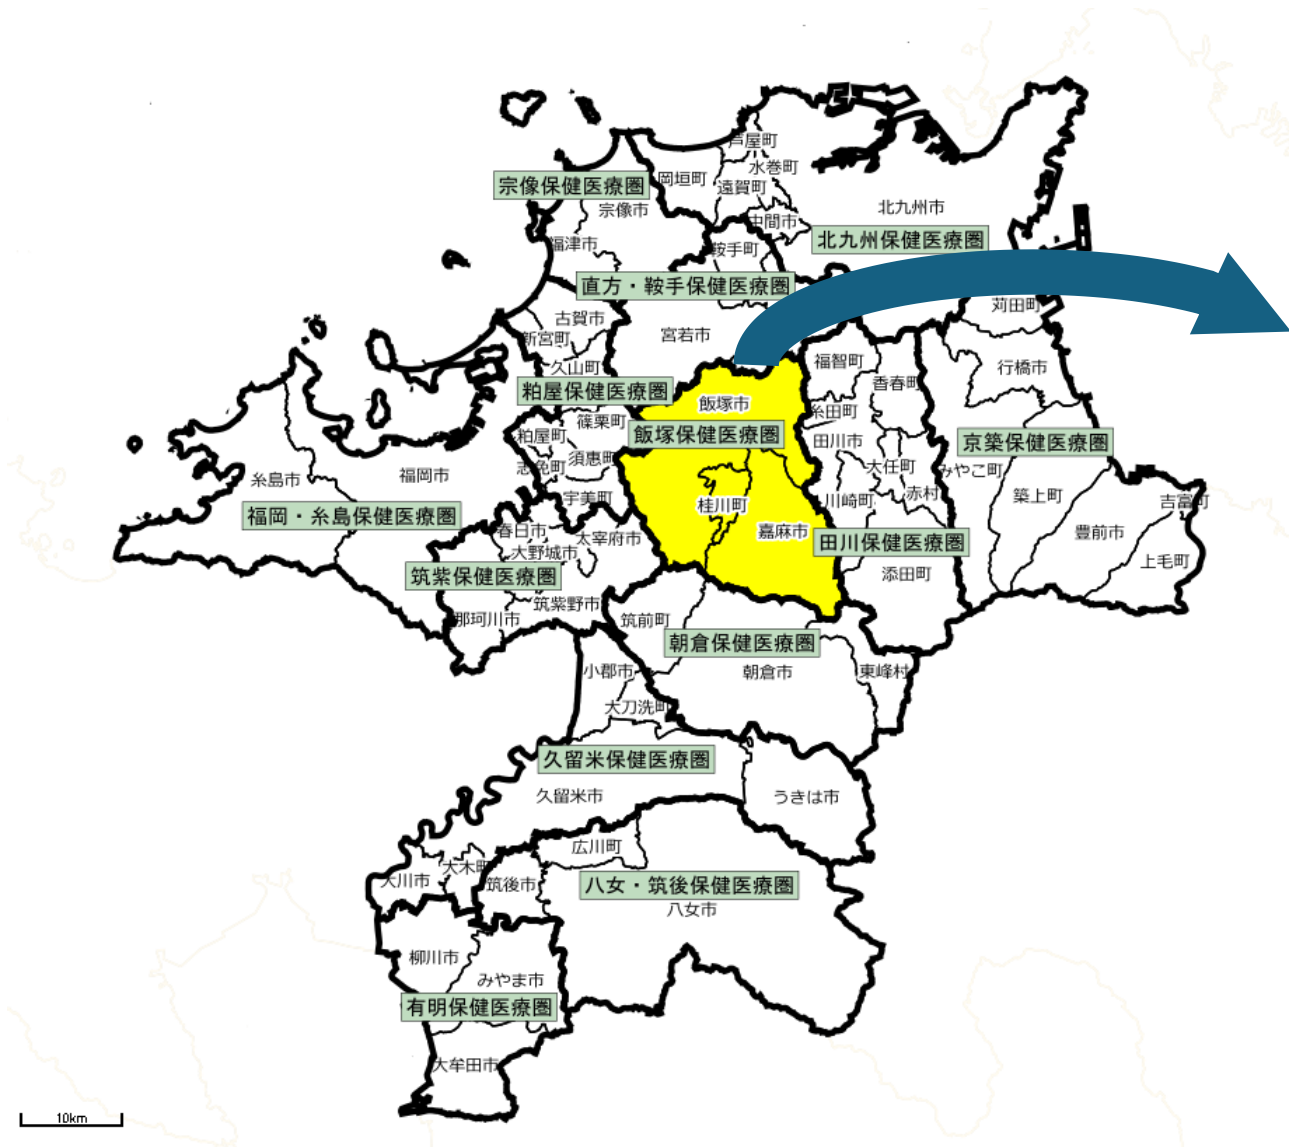 芦屋町
水巻町
岡垣町
遠賀町
宗像保健医療圏
宗像市
北九州市
中間市
北九州保健医療圏
福津市
鞍手町
直方・鞍手保健医療圏
苅田町
古賀市
新宮町
宮若市
久山町
福智町
行橋市
香春町
粕屋保健医療圏
飯塚市
糸田町
篠栗町
粕屋町
飯塚保健医療圏
田川市
京築保健医療圏
志免町
須惠町
大任町
みやこ町
糸島市
福岡市
宇美町
桂川町
川崎町
赤村
築上町
吉富町
福岡・糸島保健医療圏
春日市
太宰府市
嘉麻市
豊前市
大野城市
田川保健医療圏
上毛町
筑紫保健医療圏
添田町
筑紫野市
那珂川市
筑前町
朝倉保健医療圏
小郡市
朝倉市
東峰村
大刀洗町
久留米保健医療圏
久留米市
うきは市
広川町
大木町
大川市
筑後市
八女・筑後保健医療圏
八女市
柳川市
みやま市
有明保健医療圏
大牟田市
10km